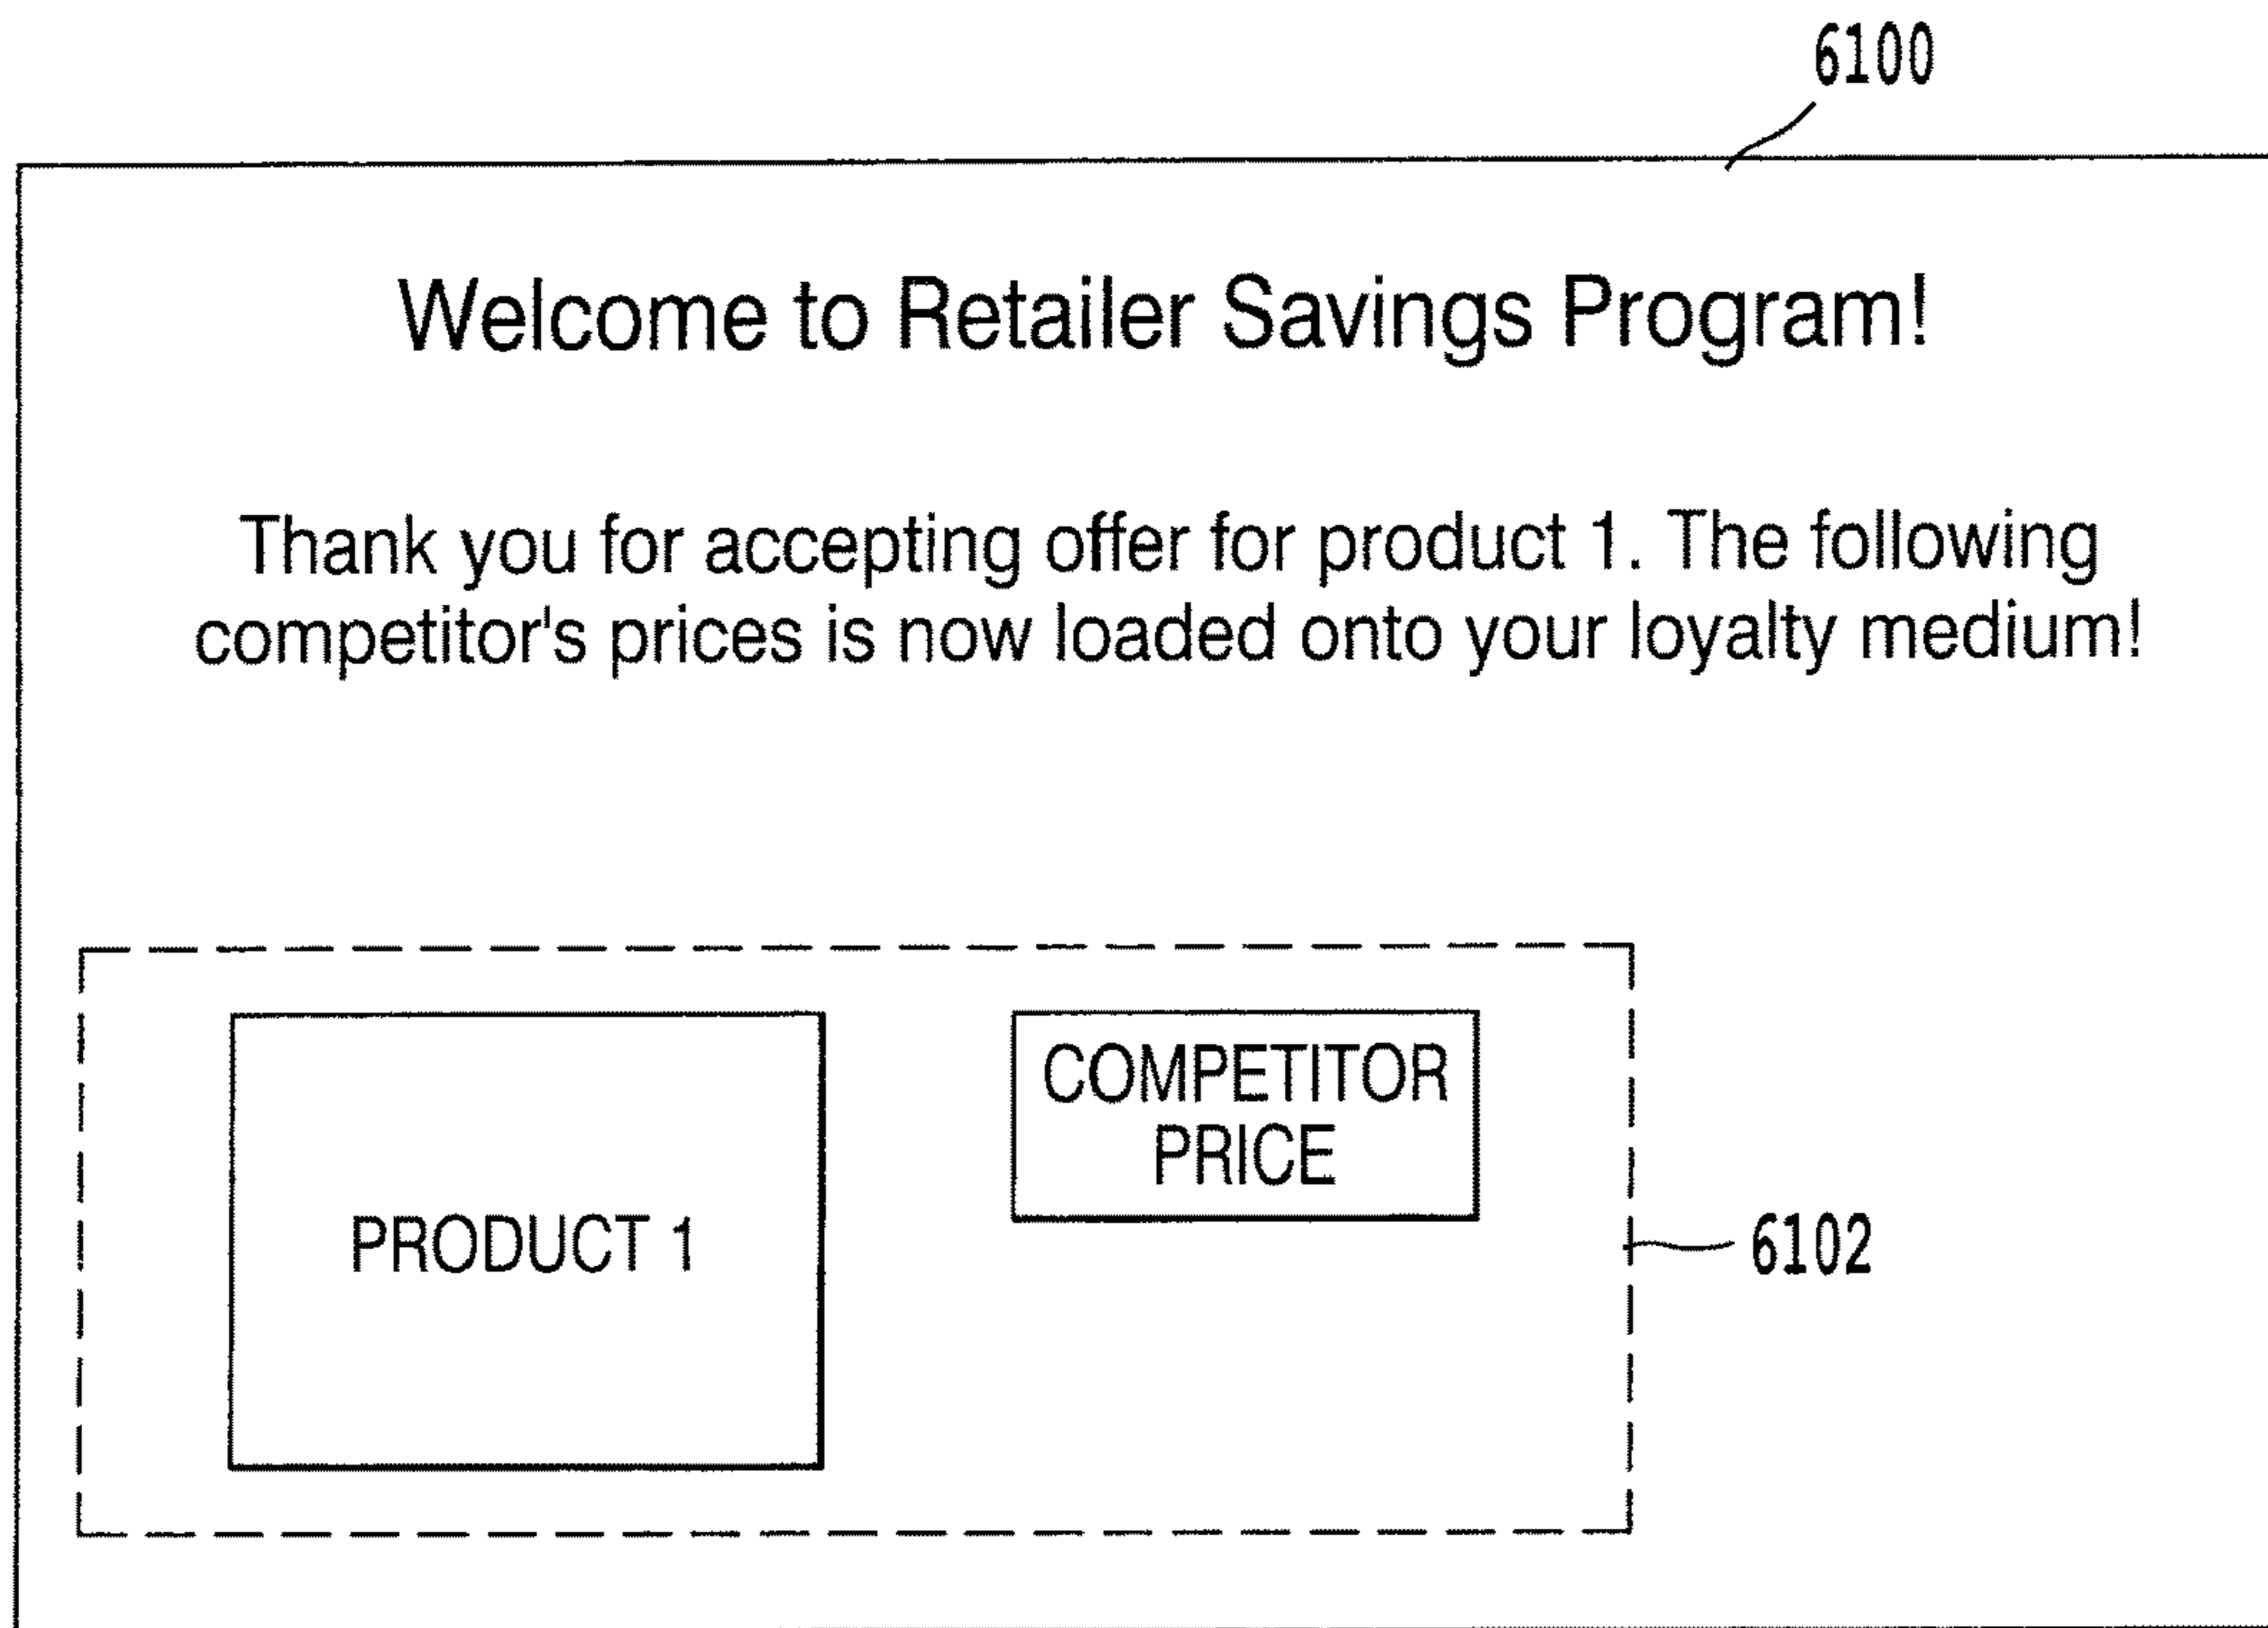 6100
Welcome to Retailer Savings Program!
Thank you for accepting offer for product 1. The following
competitor's prices is now loaded onto your loyalty medium!
PRODUCT 1
COMPETITOR
PRICE
6102